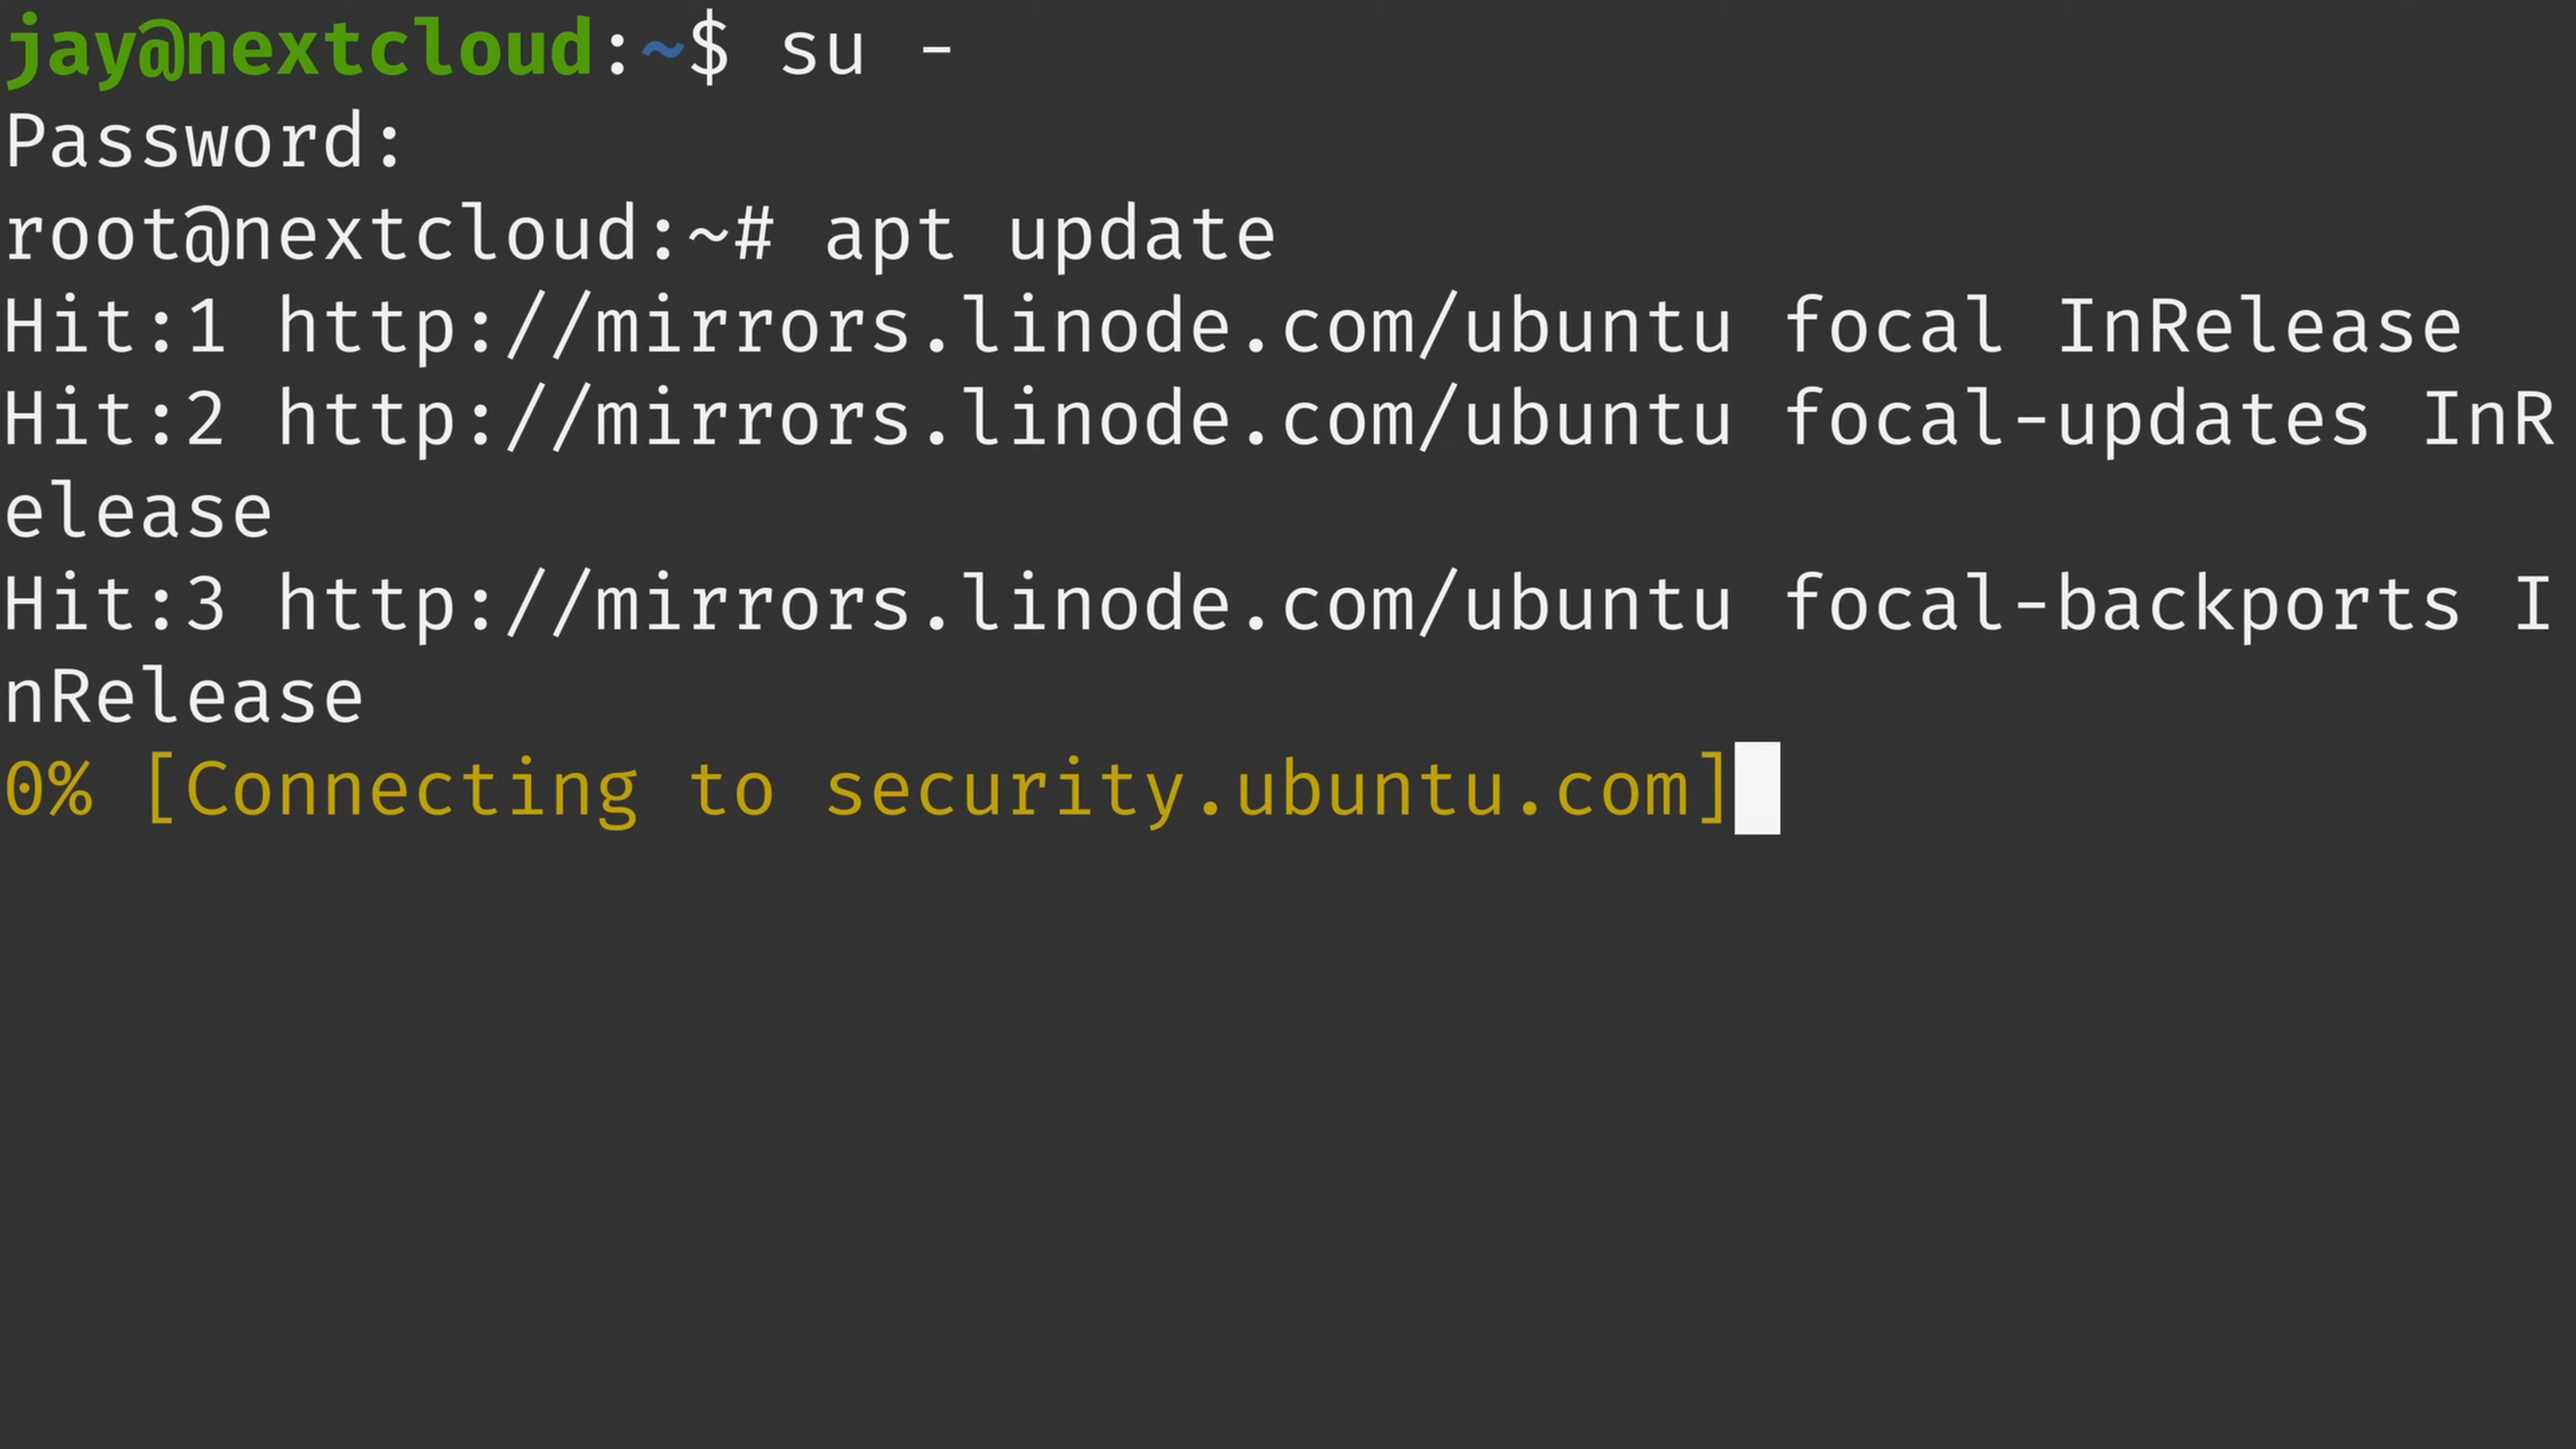 jay@nextcloud:~$ su -
Password:
root@nextcloud:~# apt update
Hit:1 http://mirrors.linode.com/ubuntu focal InRelease
Hit:2 http://mirrors.linode.com/ubuntu focal-updates InR
elease
Hit:3 http://mirrors.linode.com/ubuntu focal-backports I
nRelease
0% [Connecting to security.ubuntu.com]